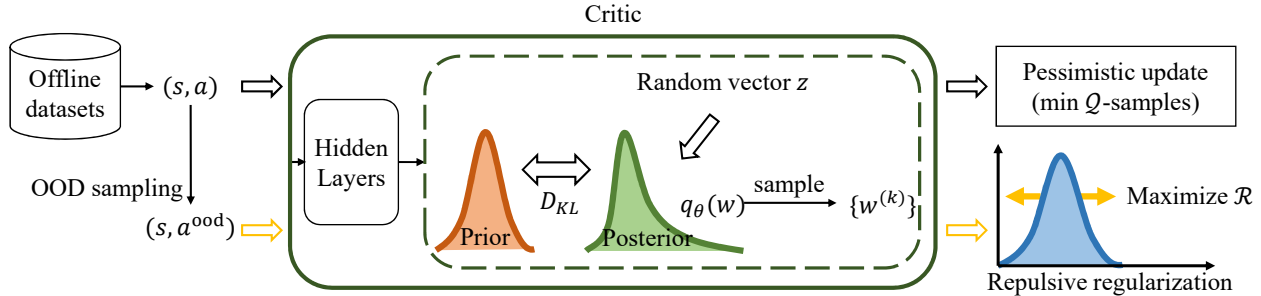 Critic
Offline
datasets
(s, a)
OOD sampling
(s, a^ood)
Hidden
Layers
Random vector z
Prior
D_KL
Posterior
q_θ(w)
sample
{w^(k)}
Pessimistic update
(min 𝒬-samples)
Maximize ℛ
Repulsive regularization